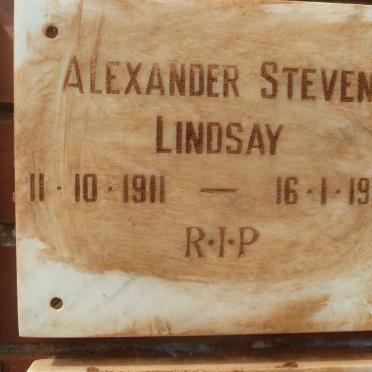 ALEXANDER STEVEN
LINDSAY
11·10·1911 — 16·1·19
R·I·P